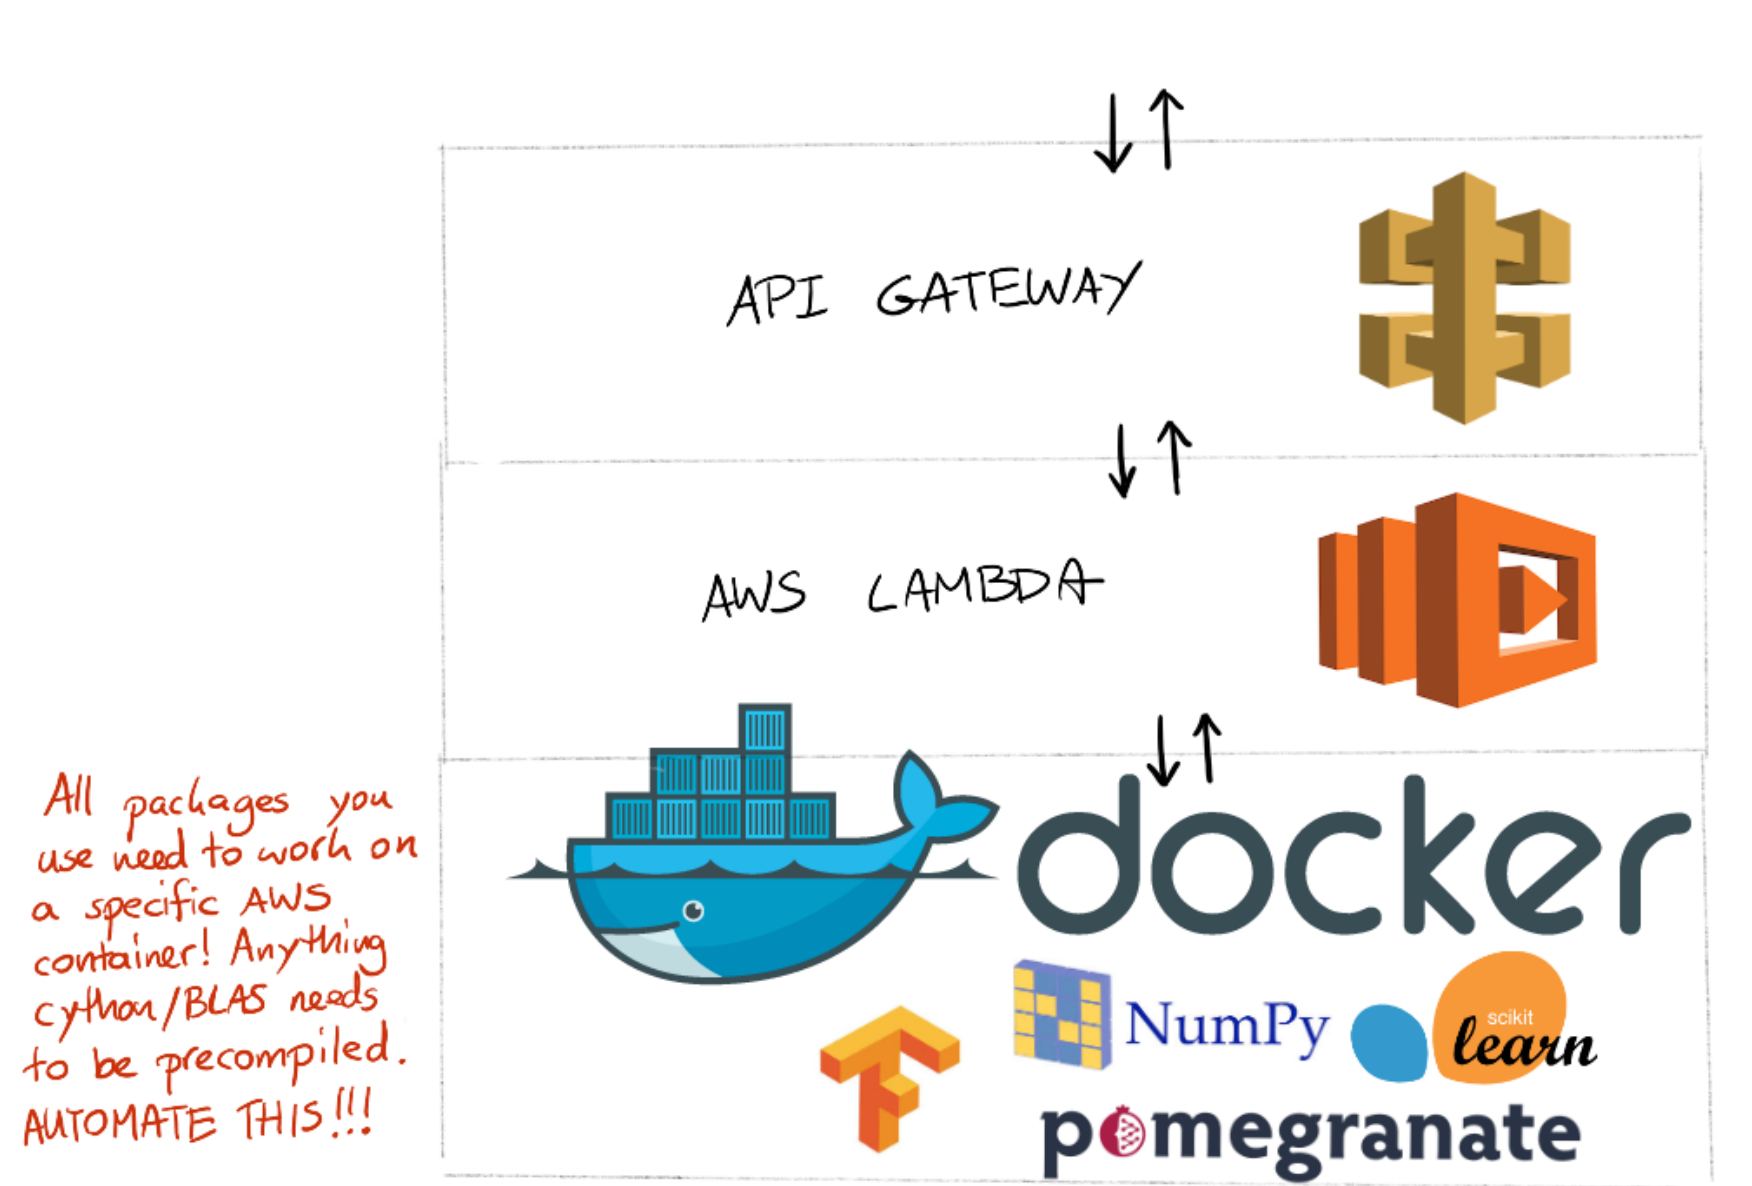 API GATEWAY
AWS LAMBDA
docker
NumPy
scikit
learn
pomegranate
All packages you
use need to work on
a specific AWS
container! Anything
cython/BLAS needs
to be precompiled.
AUTOMATE THIS!!!